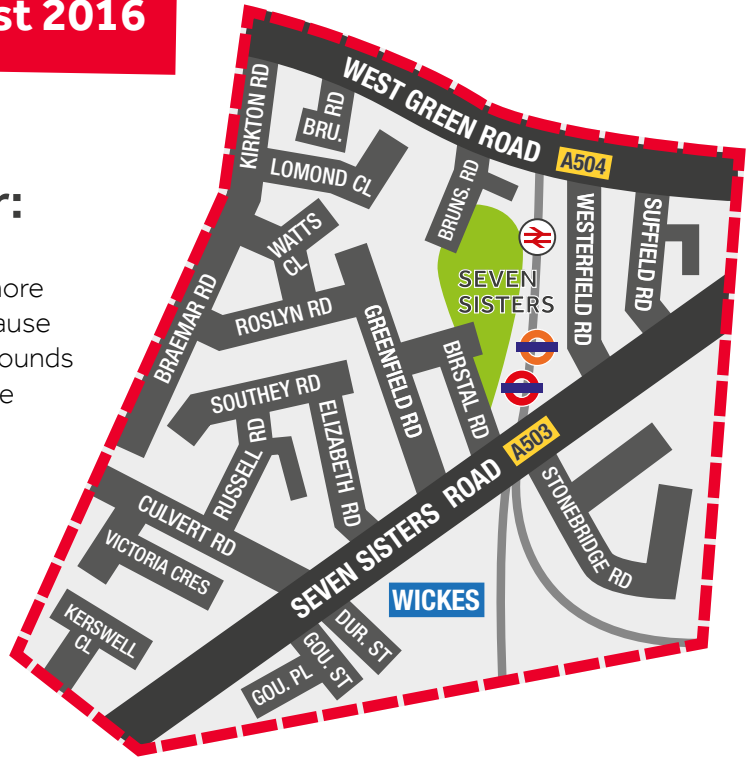 st 2016
r:
ore
ause
ounds
e
WEST GREEN ROAD
A504
KIRKTON RD
BRU. RD
LOMOND CL
BRUNS. RD
WESTERFIELD RD
SUFFIELD RD
WATTS
CL
SEVEN
SISTERS
BRAEMAR RD
ROSLYN RD
GREENFIELD RD
BIRSTAL RD
SOUTHEY RD
ELIZABETH RD
RUSSELL RD
A503
SEVEN SISTERS ROAD
STONEBRIDGE RD
CULVERT RD
VICTORIA CRES
WICKES
KERSWELL
CL
DUR. ST
GOU. ST
GOU. PL